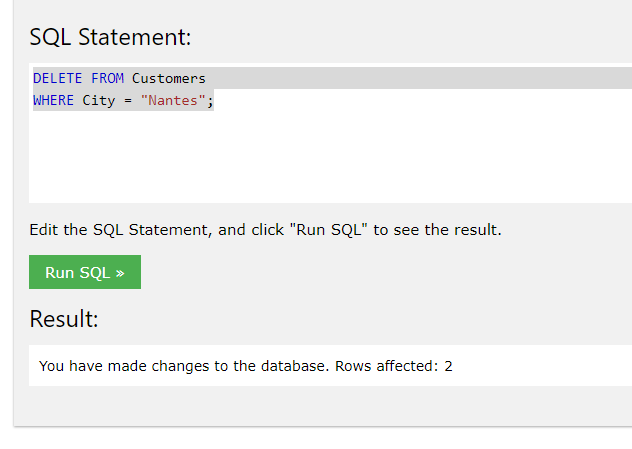 SQL Statement:
DELETE FROM Customers
WHERE City = "Nantes";
Edit the SQL Statement, and click "Run SQL" to see the result.
Run SQL »
Result:
You have made changes to the database. Rows affected: 2